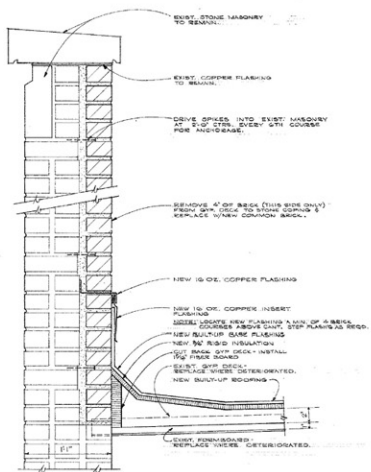 EXIST. STONE MASONRY
TO REMAIN.
EXIST. COPPER FLASHING
TO REMAIN.
DRIVE SPIKES INTO EXIST. MASONRY
AT 2'-0" CTRS. EVERY 6TH COURSE
FOR ANCHORAGE.
REMOVE 4" OF BRICK (THIS SIDE ONLY)
FROM GYP. DECK TO STONE COPING &
REPLACE W/NEW COMMON BRICK.
NEW 16 OZ. COPPER FLASHING
NEW 16 OZ. COPPER INSERT
FLASHING
NOTE: LOCATE NEW FLASHING A MIN. OF 4 BRICK
COURSES ABOVE CANT. STEP FLASHING AS REQD.
NEW BUILT-UP BASE FLASHING
NEW RIGID INSULATION
CUT BACK GYP. DECK - INSTALL
FIBER BOARD
EXIST. GYP. DECK -
REPLACE WHERE DETERIORATED.
NEW BUILT-UP ROOFING
EXIST. FORMBOARD -
REPLACE WHERE DETERIORATED.